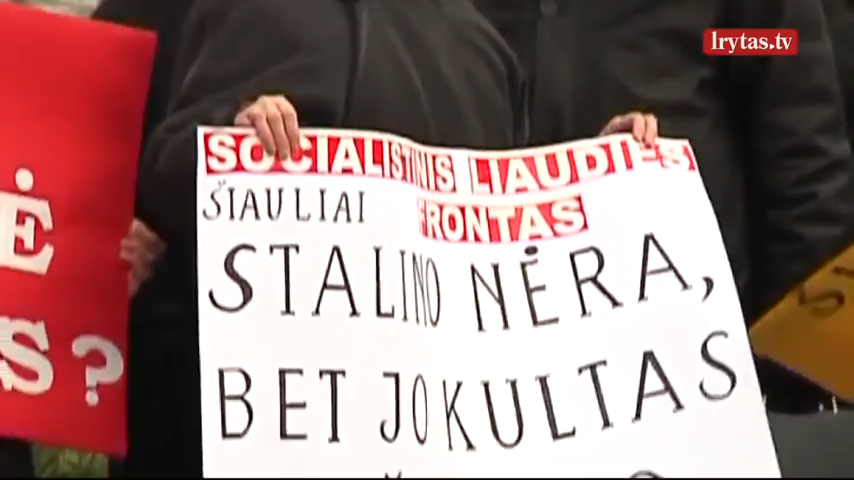 lrytas.tv
SOCIALISTINIS LIAUDIES
FRONTAS
ŠIAULIAI
STALINO NĖRA,
BET JO KULTAS
Ė
S ?